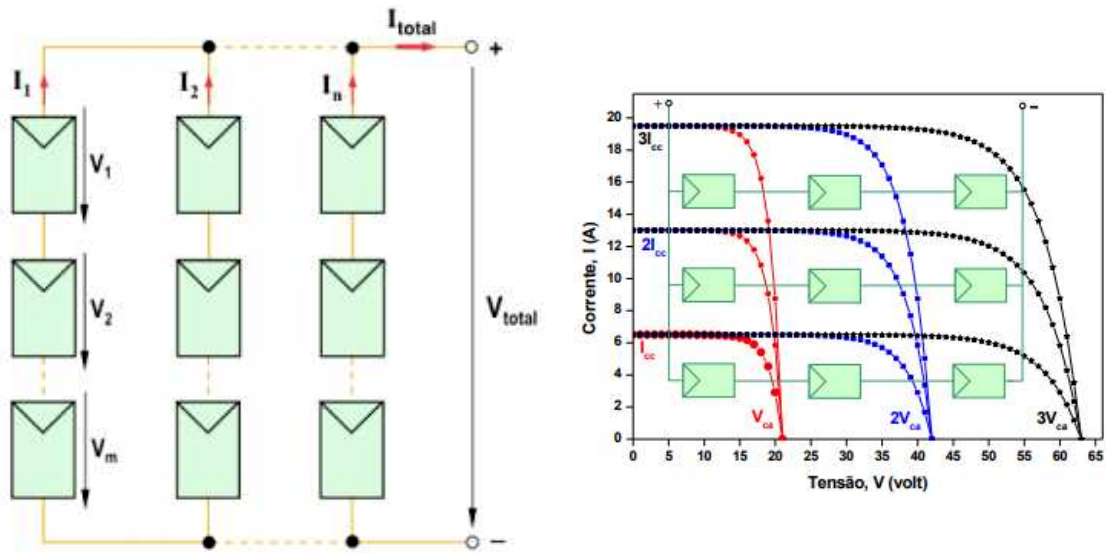 I_total
+
I_1
I_2
I_n
V_1
V_2
V_total
V_m
−
+
−
20
18
16
14
12
10
8
6
4
2
0
Corrente, I (A)
3I_cc
2I_cc
I_cc
V_ca
2V_ca
3V_ca
0 5 10 15 20 25 30 35 40 45 50 55 60 65
Tensão, V (volt)